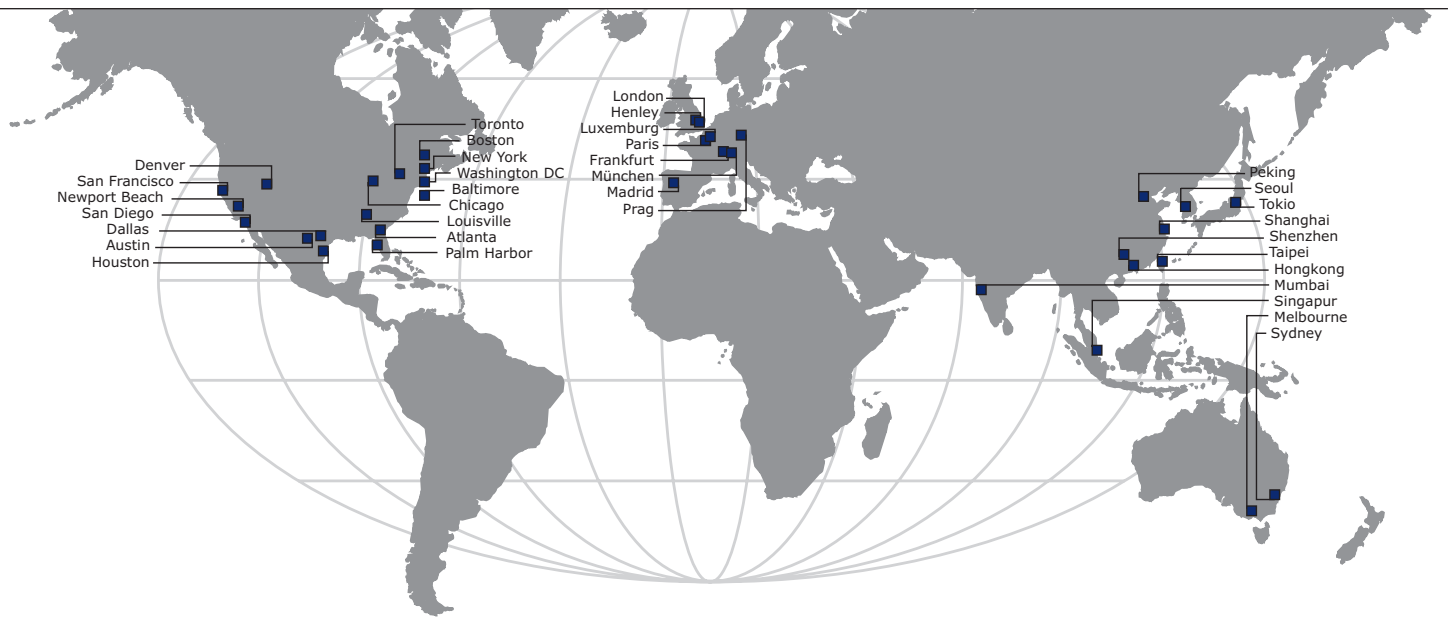 Toronto
Boston
New York
Washington DC
Baltimore
Chicago
Louisville
Atlanta
Palm Harbor
Denver
San Francisco
Newport Beach
San Diego
Dallas
Austin
Houston
London
Henley
Luxemburg
Paris
Frankfurt
München
Madrid
Prag
Peking
Seoul
Tokio
Shanghai
Shenzhen
Taipei
Hongkong
Mumbai
Singapur
Melbourne
Sydney